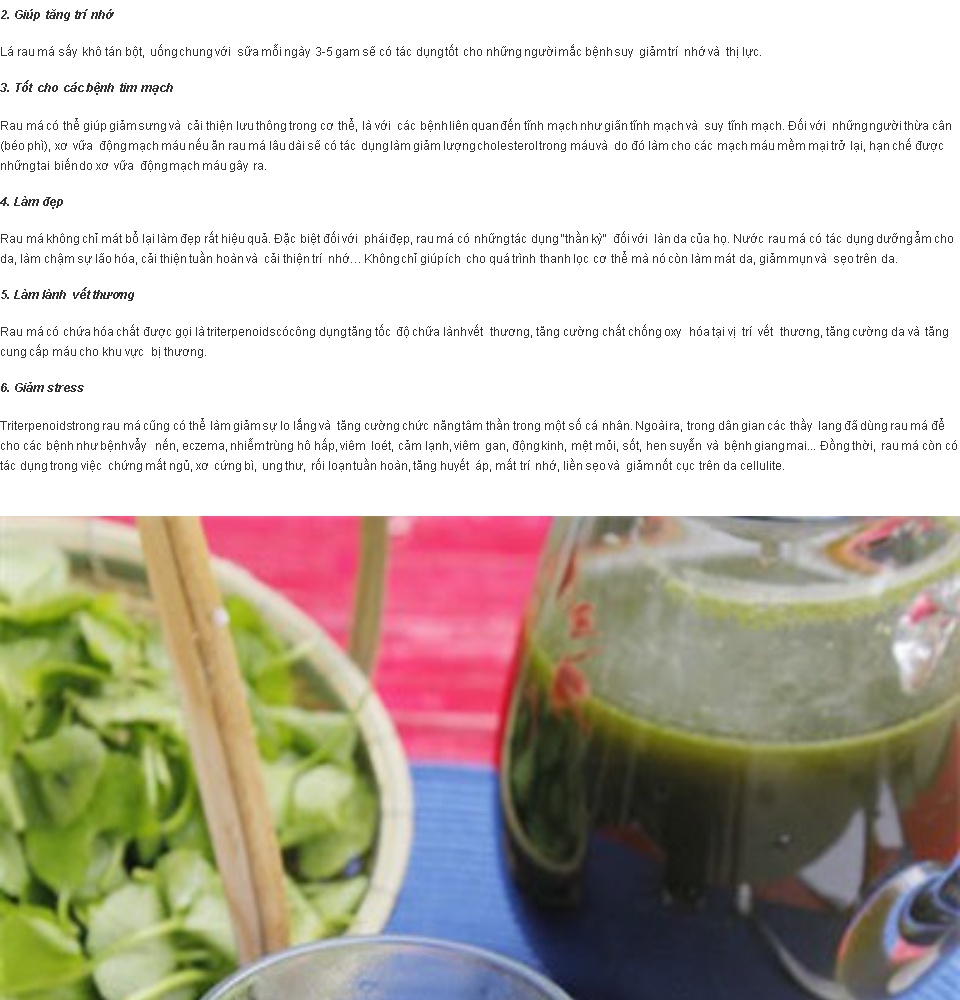 2. Giúp tăng trí nhớ
Lá rau má sấy khô tán bột, uống chung với sữa mỗi ngày 3-5 gam sẽ có tác dụng tốt cho những người mắc bệnh suy giảm trí nhớ và thị lực.
3. Tốt cho các bệnh tim mạch
Rau má có thể giúp giảm sưng và cải thiện lưu thông trong cơ thể, là với các bệnh liên quan đến tĩnh mạch như giãn tĩnh mạch và suy tĩnh mạch. Đối với những người thừa cân
(béo phì), xơ vữa động mạch máu nếu ăn rau má lâu dài sẽ có tác dụng làm giảm lượng cholesterol trong máu và do đó làm cho các mạch máu mềm mại trở lại, hạn chế được
những tai biến do xơ vữa động mạch máu gây ra.
4. Làm đẹp
Rau má không chỉ mát bổ lại làm đẹp rất hiệu quả. Đặc biệt đối với phái đẹp, rau má có những tác dụng "thần kỳ" đối với làn da của họ. Nước rau má có tác dụng dưỡng ẩm cho
da, làm chậm sự lão hóa, cải thiện tuần hoàn và cải thiện trí nhớ… Không chỉ giúp ích cho quá trình thanh lọc cơ thể mà nó còn làm mát da, giảm mụn và sẹo trên da.
5. Làm lành vết thương
Rau má có chứa hóa chất được gọi là triterpenoids có công dụng tăng tốc độ chữa lành vết thương, tăng cường chất chống oxy hóa tại vị trí vết thương, tăng cường da và tăng
cung cấp máu cho khu vực bị thương.
6. Giảm stress
Triterpenoids trong rau má cũng có thể làm giảm sự lo lắng và tăng cường chức năng tâm thần trong một số cá nhân. Ngoài ra, trong dân gian các thầy lang đã dùng rau má để
cho các bệnh như bệnh vẩy nến, eczema, nhiễm trùng hô hấp, viêm loét, cảm lạnh, viêm gan, động kinh, mệt mỏi, sốt, hen suyễn và bệnh giang mai... Đồng thời, rau má còn có
tác dụng trong việc chứng mất ngủ, xơ cứng bì, ung thư, rối loạn tuần hoàn, tăng huyết áp, mất trí nhớ, liền sẹo và giảm nốt cục trên da cellulite.